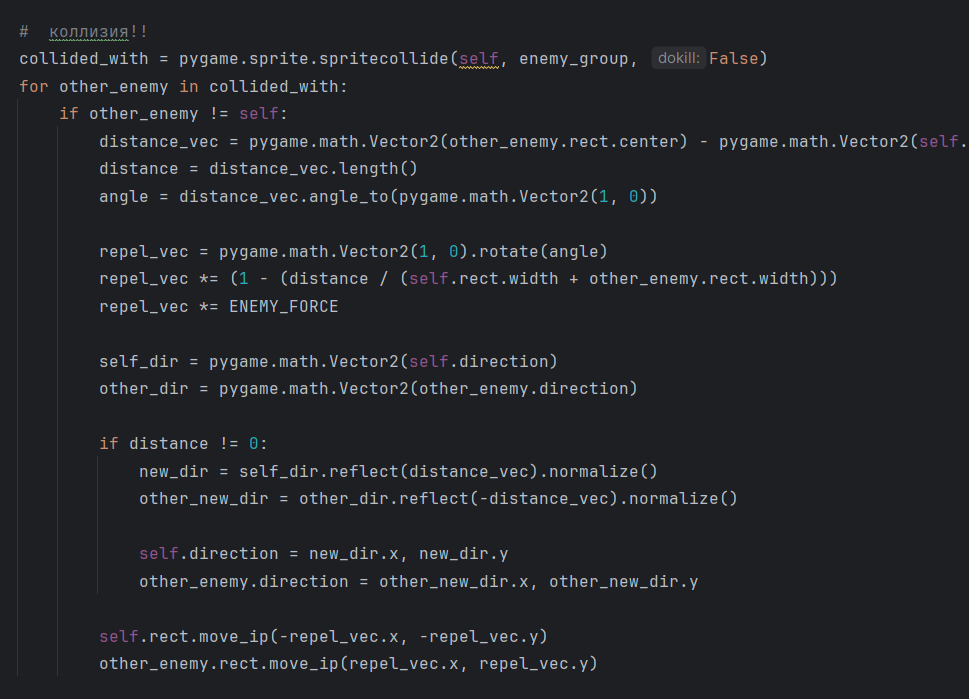 # коллизия!!
collided_with = pygame.sprite.spritecollide(self, enemy_group, dokill: False)
for other_enemy in collided_with:
if other_enemy != self:
distance_vec = pygame.math.Vector2(other_enemy.rect.center) - pygame.math.Vector2(self.
distance = distance_vec.length()
angle = distance_vec.angle_to(pygame.math.Vector2(1, 0))
repel_vec = pygame.math.Vector2(1, 0).rotate(angle)
repel_vec *= (1 - (distance / (self.rect.width + other_enemy.rect.width)))
repel_vec *= ENEMY_FORCE
self_dir = pygame.math.Vector2(self.direction)
other_dir = pygame.math.Vector2(other_enemy.direction)
if distance != 0:
new_dir = self_dir.reflect(distance_vec).normalize()
other_new_dir = other_dir.reflect(-distance_vec).normalize()
self.direction = new_dir.x, new_dir.y
other_enemy.direction = other_new_dir.x, other_new_dir.y
self.rect.move_ip(-repel_vec.x, -repel_vec.y)
other_enemy.rect.move_ip(repel_vec.x, repel_vec.y)